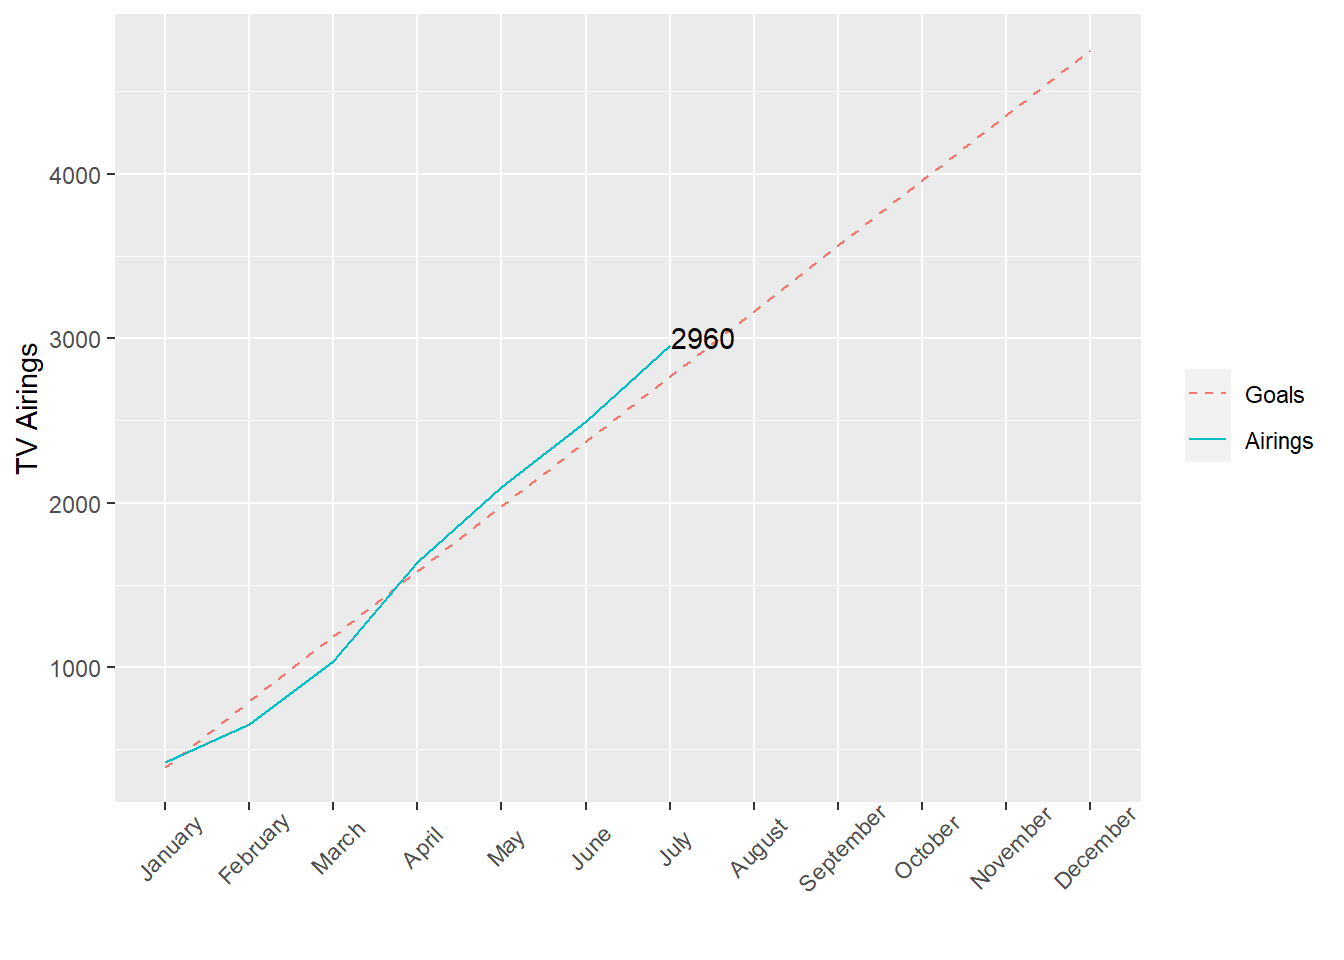 TV Airings
4000
3000
2000
1000
2960
January
February
March
April
May
June
July
August
September
October
November
December
Goals
Airings